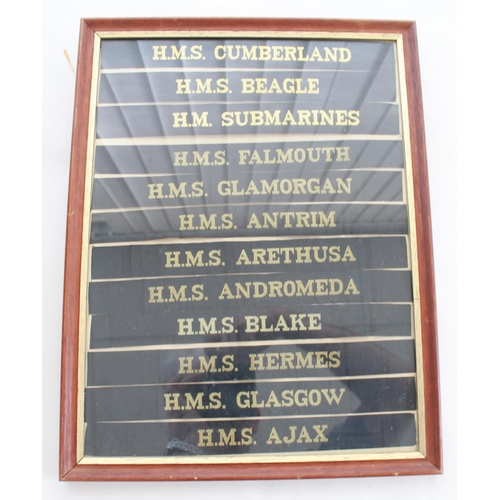 H.M.S. CUMBERLAND
H.M.S. BEAGLE
H.M. SUBMARINES
H.M.S. FALMOUTH
H.M.S. GLAMORGAN
H.M.S. ANTRIM
H.M.S. ARETHUSA
H.M.S. ANDROMEDA
H.M.S. BLAKE
H.M.S. HERMES
H.M.S. GLASGOW
H.M.S. AJAX